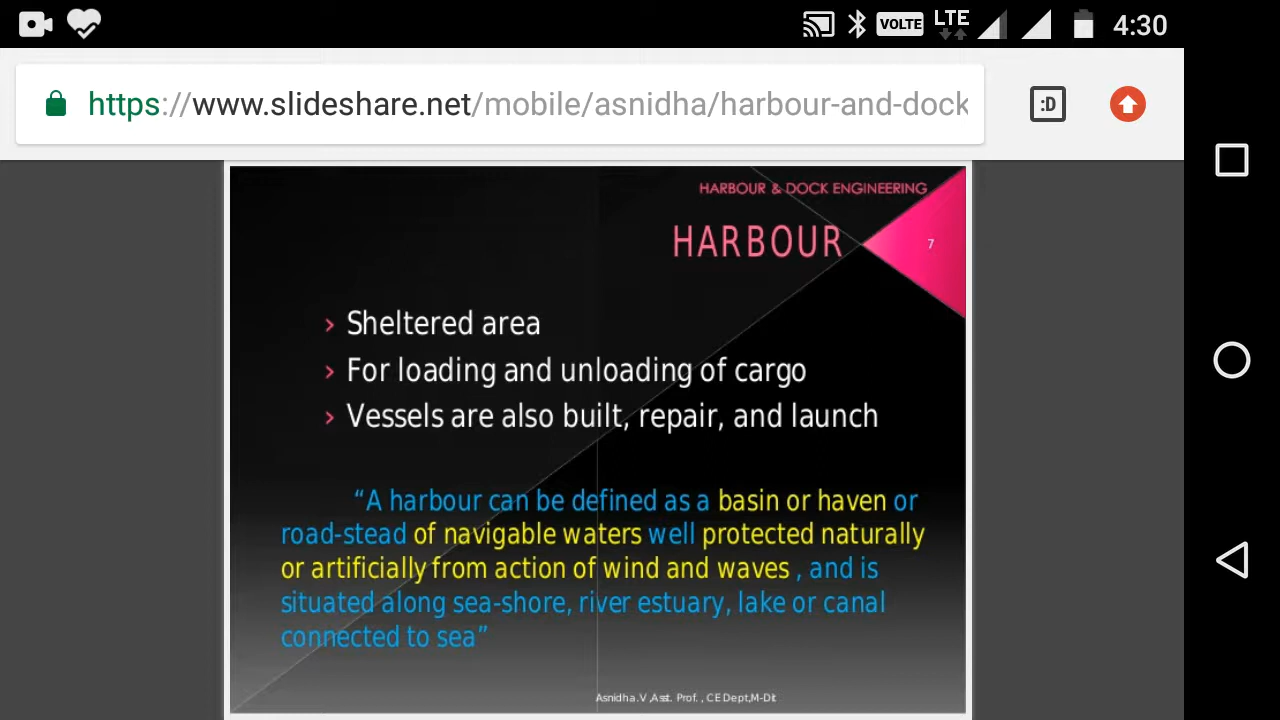 VOLTE LTE 4:30
https://www.slideshare.net/mobile/asnidha/harbour-and-dock
:D
HARBOUR & DOCK ENGINEERING
HARBOUR
7
› Sheltered area
› For loading and unloading of cargo
› Vessels are also built, repair, and launch
“A harbour can be defined as a basin or haven or
road-stead of navigable waters well protected naturally
or artificially from action of wind and waves , and is
situated along sea-shore, river estuary, lake or canal
connected to sea”
Asnidha.V,Asst. Prof. , CE Dept,M-Dit